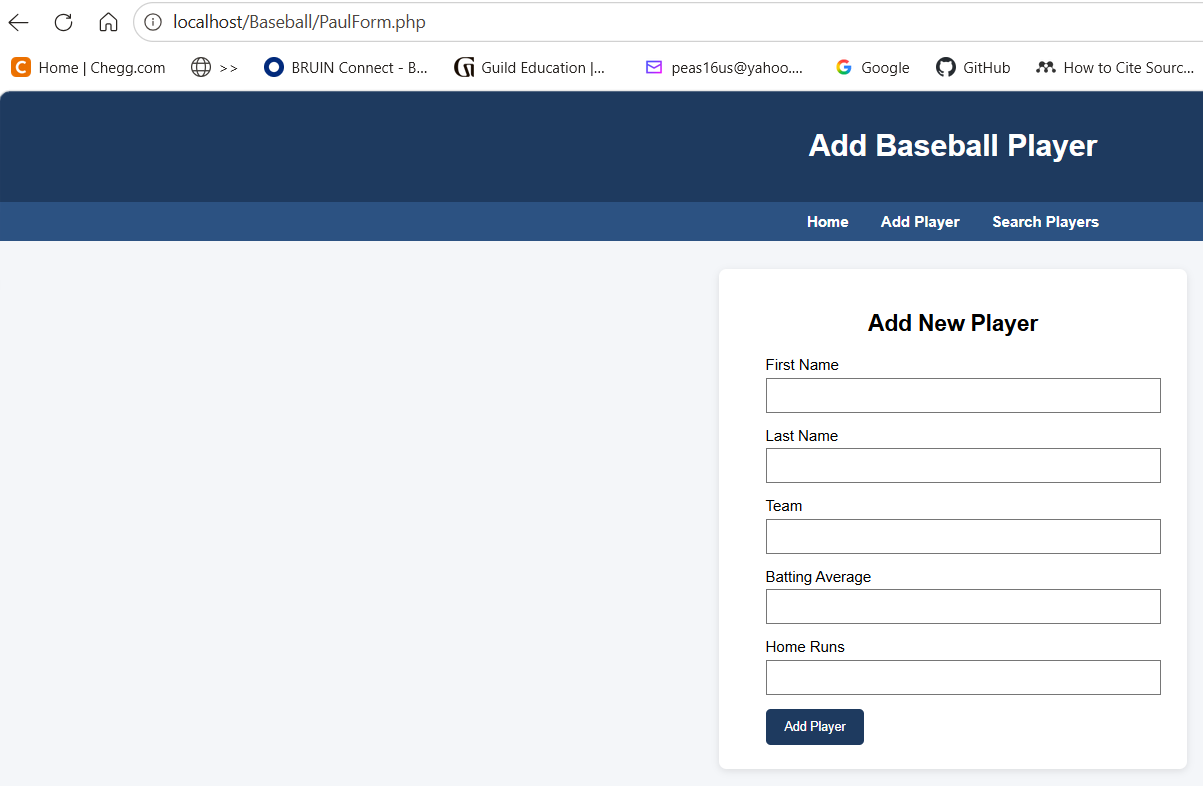 localhost/Baseball/PaulForm.php
C Home | Chegg.com >> BRUIN Connect - B... Guild Education |... peas16us@yahoo.... Google GitHub How to Cite Sourc...
Add Baseball Player
Home Add Player Search Players
Add New Player
First Name
Last Name
Team
Batting Average
Home Runs
Add Player